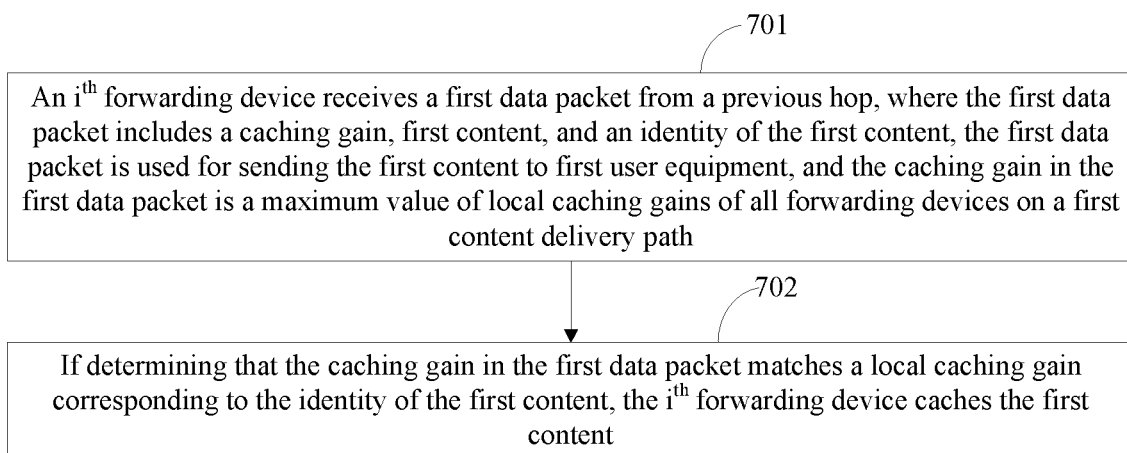 701
An ith forwarding device receives a first data packet from a previous hop, where the first data
packet includes a caching gain, first content, and an identity of the first content, the first data
packet is used for sending the first content to first user equipment, and the caching gain in the
first data packet is a maximum value of local caching gains of all forwarding devices on a first
content delivery path
702
If determining that the caching gain in the first data packet matches a local caching gain
corresponding to the identity of the first content, the ith forwarding device caches the first
content